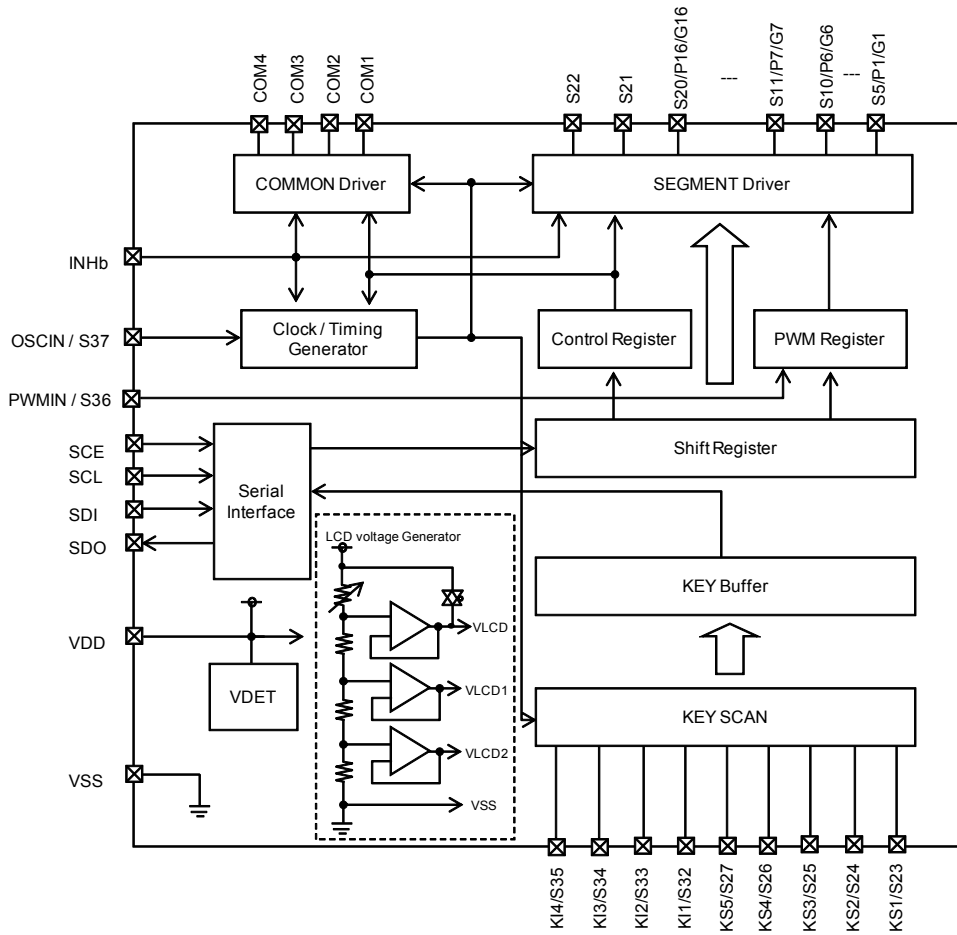 COM4
COM3
COM2
COM1
S22
S21
S20/P16/G16
---
S11/P7/G7
S10/P6/G6
---
S5/P1/G1
COMMON Driver
SEGMENT Driver
INHb
OSCIN / S37
Clock / Timing
Generator
Control Register
PWM Register
PWMIN / S36
SCE
SCL
SDI
SDO
Serial
Interface
Shift Register
LCD voltage Generator
KEY Buffer
VLCD
VDD
VDET
VLCD1
KEY SCAN
VLCD2
VSS
VSS
KI4/S35
KI3/S34
KI2/S33
KI1/S32
KS5/S27
KS4/S26
KS3/S25
KS2/S24
KS1/S23